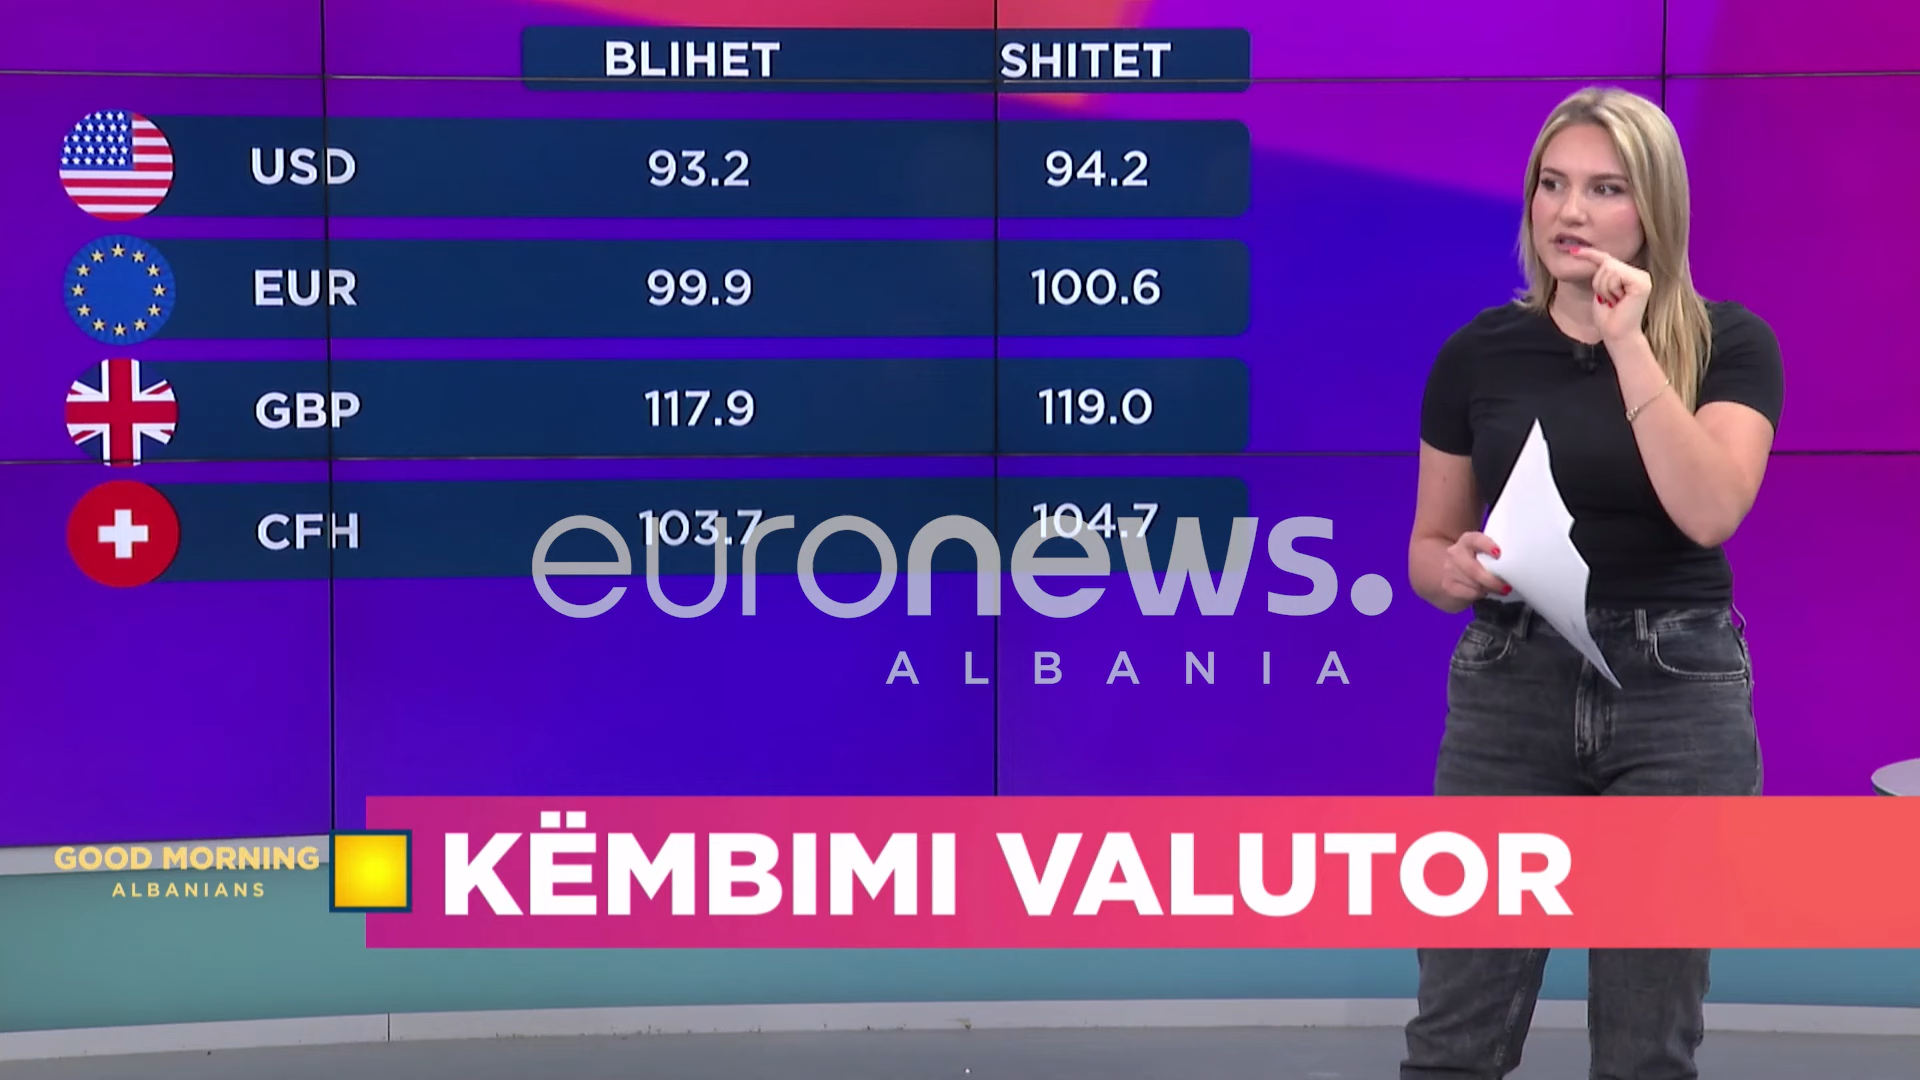 BLIHET SHITET
USD 93.2 94.2
EUR 99.9 100.6
GBP 117.9 119.0
CFH 103.7 104.7
euronews.
ALBANIA
GOOD MORNING
ALBANIANS
KËMBIMI VALUTOR